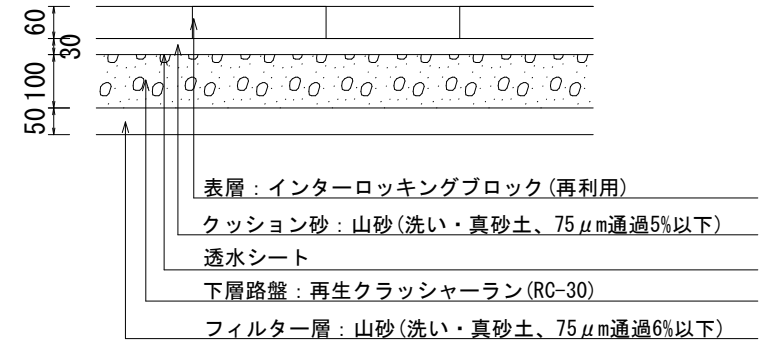 60
30
100
50
表層：インターロッキングブロック(再利用)
クッション砂：山砂(洗い・真砂土、75μm通過5%以下)
透水シート
下層路盤：再生クラッシャーラン(RC-30)
フィルター層：山砂(洗い・真砂土、75μm通過6%以下)